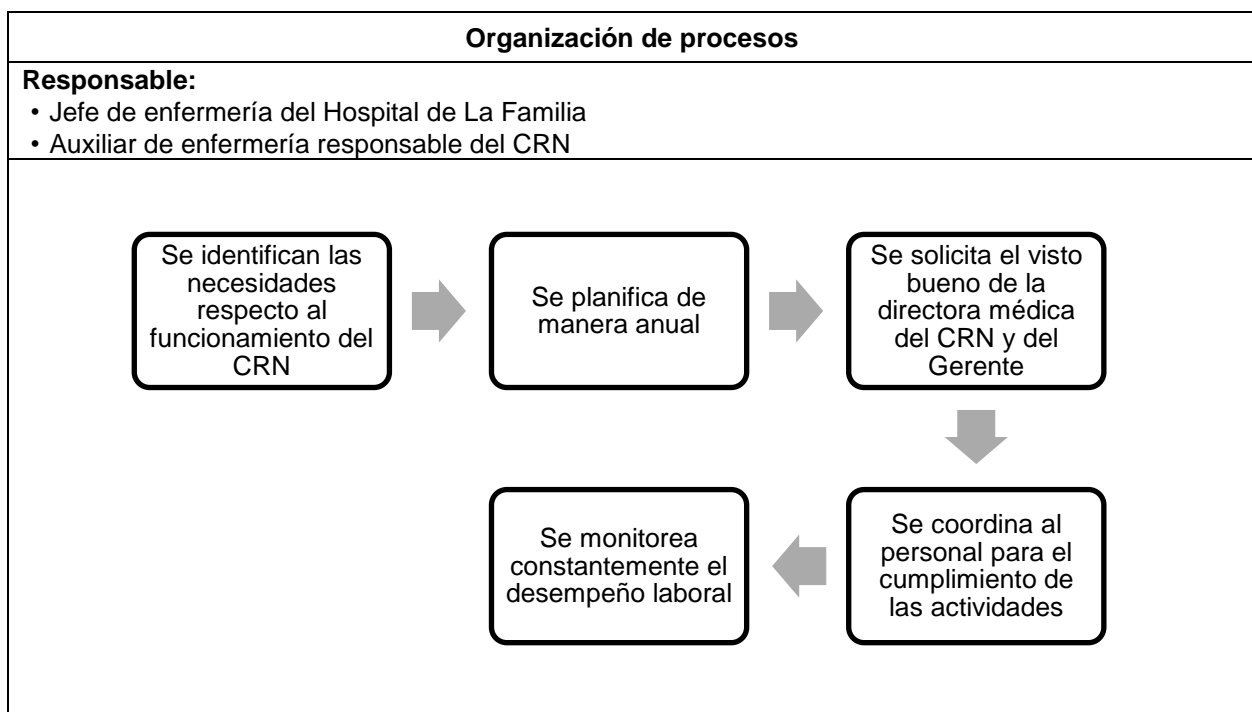 Organización de procesos
Responsable:
• Jefe de enfermería del Hospital de La Familia
• Auxiliar de enfermería responsable del CRN
Se identifican las
necesidades
respecto al
funcionamiento del
CRN
Se planifica de
manera anual
Se solicita el visto
bueno de la
directora médica
del CRN y del
Gerente
Se coordina al
personal para el
cumplimiento de
las actividades
Se monitorea
constantemente el
desempeño laboral